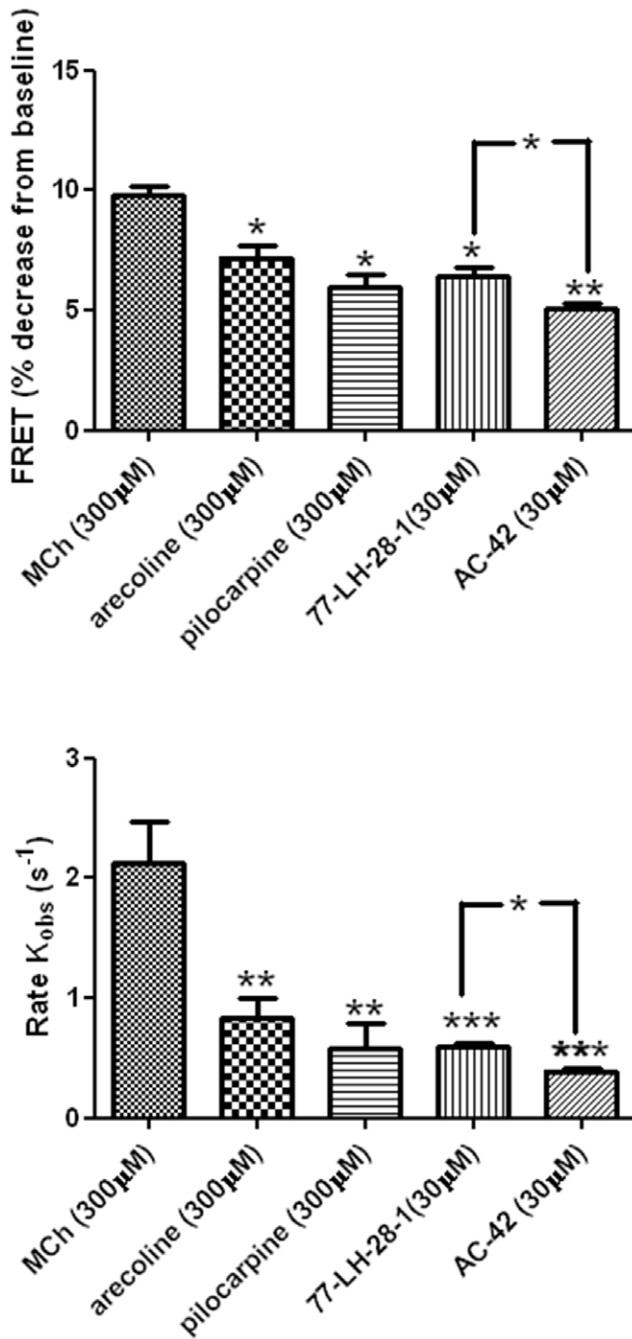 FRET (% decrease from baseline)
15
10
5
0
*
*
*
**
*
MCh (300μM)
arecoline (300μM)
pilocarpine (300μM)
77-LH-28-1(30μM)
AC-42 (30μM)
Rate Kobs (s-1)
3
2
1
0
**
**
***
***
*
MCh (300μM)
arecoline (300μM)
pilocarpine (300μM)
77-LH-28-1(30μM)
AC-42 (30μM)